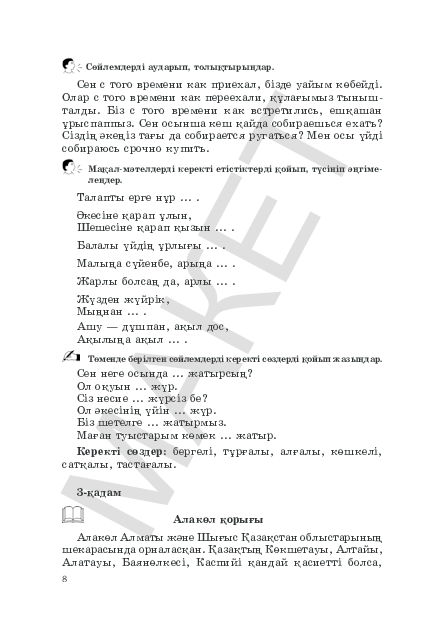 Сөйлемдерді аударып, толықтырыңдар.
Сен с того времени как приехал, бізде уайым көбейді.
Олар с того времени как переехали, құлағымыз тыныш-
талды. Біз с того времени как встретились, ешқашан
ұрыспаппыз. Сен осынша кеш қайда собираешься ехать?
Сіздің әкеңіз тағы да собирается ругаться? Мен осы үйді
собираюсь срочно купить.
Мақал-мәтелдерді керекті етістіктерді қойып, түсініп әңгіме-
леңдер.
Талапты ерге нұр ... .
Әкесіне қарап ұлын,
Шешесіне қарап қызын ... .
Балалы үйдің ұрлығы ... .
Малыңа сүйенбе, арыңа ... .
Жарлы болсаң да, арлы ... .
Жүзден жүйрік,
Мыңнан ... .
Ашу — дұшпан, ақыл дос,
Ақылыңа ақыл ... .
Төменде берілген сөйлемдерді керекті сөздерді қойып жазыңдар.
Сен неге осында ... жатырсың?
Ол оқуын ... жүр.
Сіз несие ... жүрсіз бе?
Ол әкесінің үйін ... жүр.
Біз шетелге ... жатырмыз.
Маған туыстарым көмек ... жатыр.
Керекті сөздер: бергелі, тұрғалы, алғалы, көшкелі,
сатқалы, тастағалы.
3-қадам
Алакөл қорығы
Алакөл Алматы және Шығыс Қазақстан облыстарының
шекарасында орналасқан. Қазақтың Көкшетауы, Алтайы,
Алатауы, Баянөлкесі, Каспийі қандай қасиетті болса,
8
МАКЕТ